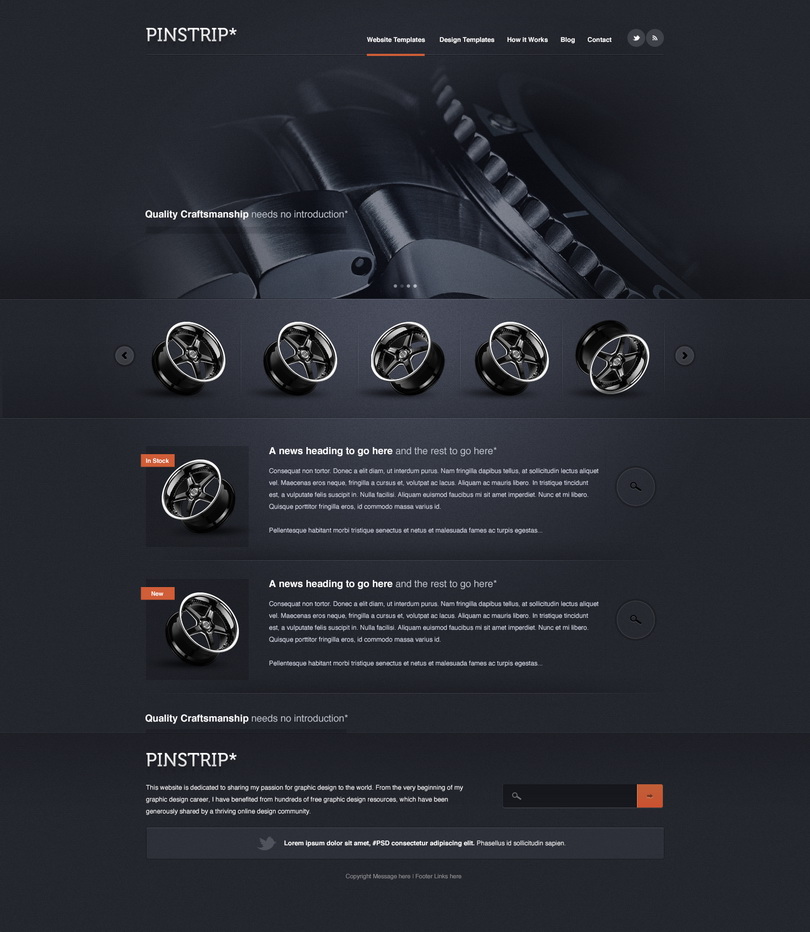 PINSTRIP*
Website Templates
Design Templates
How it Works
Blog
Contact
Quality Craftsmanship needs no introduction*
In Stock
A news heading to go here and the rest to go here*
Consequat non tortor. Donec a elit diam, ut interdum purus. Nam fringilla dapibus tellus, at sollicitudin lectus aliquet
vel. Maecenas eros neque, fringilla a cursus et, volutpat ac lacus. Aliquam ac mauris libero. In tristique tincidunt
est, a vulputate felis suscipit in. Nulla facilisi. Aliquam euismod faucibus mi sit amet imperdiet. Nunc et mi libero.
Quisque porttitor fringilla eros, id commodo massa varius id.
Pellentesque habitant morbi tristique senectus et netus et malesuada fames ac turpis egestas...
New
A news heading to go here and the rest to go here*
Consequat non tortor. Donec a elit diam, ut interdum purus. Nam fringilla dapibus tellus, at sollicitudin lectus aliquet
vel. Maecenas eros neque, fringilla a cursus et, volutpat ac lacus. Aliquam ac mauris libero. In tristique tincidunt
est, a vulputate felis suscipit in. Nulla facilisi. Aliquam euismod faucibus mi sit amet imperdiet. Nunc et mi libero.
Quisque porttitor fringilla eros, id commodo massa varius id.
Pellentesque habitant morbi tristique senectus et netus et malesuada fames ac turpis egestas...
Quality Craftsmanship needs no introduction*
PINSTRIP*
This website is dedicated to sharing my passion for graphic design to the world. From the very beginning of my
graphic design career, I have benefited from hundreds of free graphic design resources, which have been
generously shared by a thriving online design community.
Lorem ipsum dolor sit amet, #PSD consectetur adipiscing elit. Phasellus id sollicitudin sapien.
Copyright Message here | Footer Links here